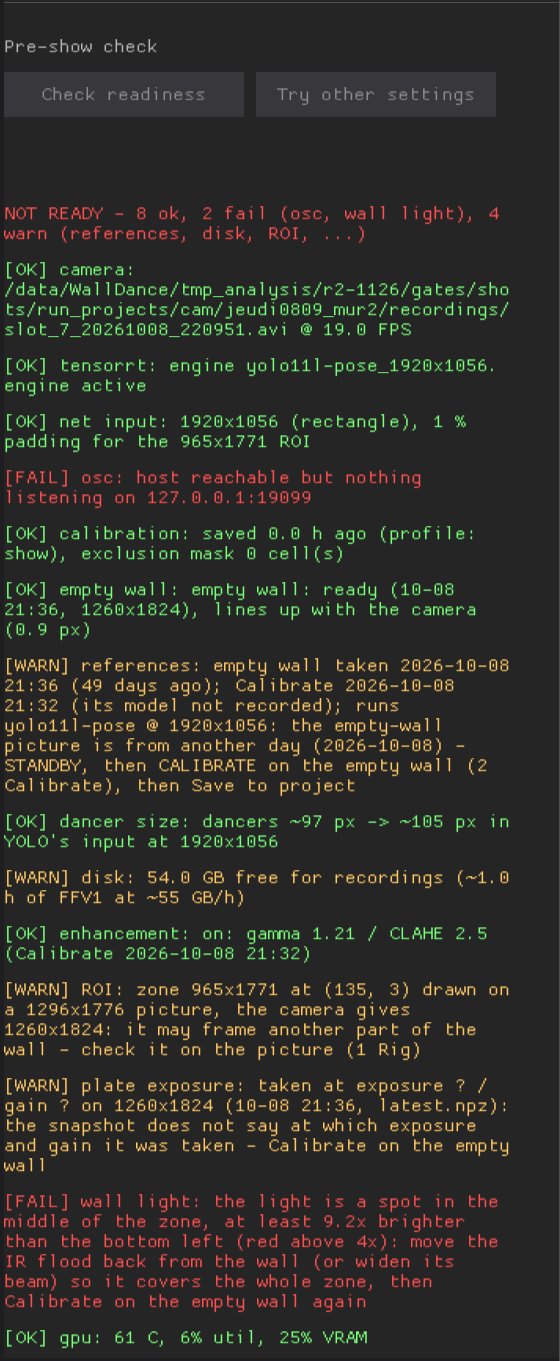 Pre-show check
Check readiness
Try other settings
NOT READY - 8 ok, 2 fail (osc, wall light), 4
warn (references, disk, ROI, ...)
[OK] camera:
/data/WallDance/tmp_analysis/r2-1126/gates/sho
ts/run_projects/cam/jeudi0809_mur2/recordings/
slot_7_20261008_220951.avi @ 19.0 FPS
[OK] tensorrt: engine yolo11l-pose_1920x1056.
engine active
[OK] net input: 1920x1056 (rectangle), 1 %
padding for the 965x1771 ROI
[FAIL] osc: host reachable but nothing
listening on 127.0.0.1:19099
[OK] calibration: saved 0.0 h ago (profile:
show), exclusion mask 0 cell(s)
[OK] empty wall: empty wall: ready (10-08
21:36, 1260x1824), lines up with the camera
(0.9 px)
[WARN] references: empty wall taken 2026-10-08
21:36 (49 days ago); Calibrate 2026-10-08
21:32 (its model not recorded); runs
yolo11l-pose @ 1920x1056: the empty-wall
picture is from another day (2026-10-08) -
STANDBY, then CALIBRATE on the empty wall (2
Calibrate), then Save to project
[OK] dancer size: dancers ~97 px -> ~105 px in
YOLO's input at 1920x1056
[WARN] disk: 54.0 GB free for recordings (~1.0
h of FFV1 at ~55 GB/h)
[OK] enhancement: on: gamma 1.21 / CLAHE 2.5
(Calibrate 2026-10-08 21:32)
[WARN] ROI: zone 965x1771 at (135, 3) drawn on
a 1296x1776 picture, the camera gives
1260x1824: it may frame another part of the
wall - check it on the picture (1 Rig)
[WARN] plate exposure: taken at exposure ? /
gain ? on 1260x1824 (10-08 21:36, latest.npz):
the snapshot does not say at which exposure
and gain it was taken - Calibrate on the empty
wall
[FAIL] wall light: the light is a spot in the
middle of the zone, at least 9.2x brighter
than the bottom left (red above 4x): move the
IR flood back from the wall (or widen its
beam) so it covers the whole zone, then
Calibrate on the empty wall again
[OK] gpu: 61 C, 6% util, 25% VRAM